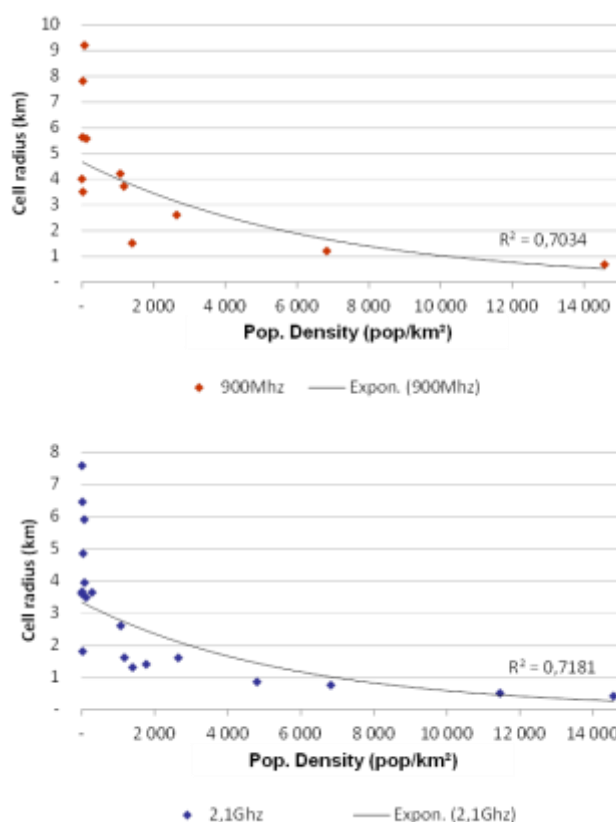 10
9
8
7
6
5
4
3
2
1
-
Cell radius (km)
R² = 0,7034
- 2 000 4 000 6 000 8 000 10 000 12 000 14 000
Pop. Density (pop/km²)
900Mhz Expon. (900Mhz)
8
7
6
5
4
3
2
1
-
Cell radius (km)
R² = 0,7181
- 2 000 4 000 6 000 8 000 10 000 12 000 14 000
Pop. Density (pop/km²)
2,1Ghz Expon. (2,1Ghz)